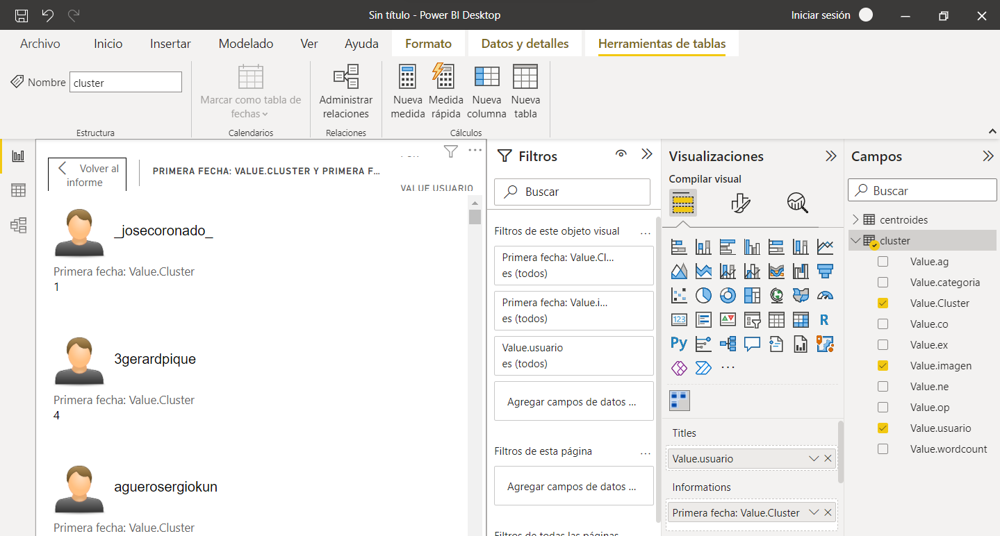 Sin título - Power BI Desktop
Iniciar sesión
Archivo
Inicio
Insertar
Modelado
Ver
Ayuda
Formato
Datos y detalles
Herramientas de tablas
Nombre
cluster
Estructura
Marcar como tabla de
fechas
Calendarios
Administrar
relaciones
Relaciones
Nueva
medida
Medida
rápida
Nueva
columna
Nueva
tabla
Cálculos
Volver al
informe
PRIMERA FECHA: VALUE.CLUSTER Y PRIMERA F...
VALUE.USUARIO
_josecoronado_
Primera fecha: Value.Cluster
1
3gerardpique
Primera fecha: Value.Cluster
4
aguerosergiokun
Primera fecha: Value.Cluster
Filtros
Buscar
Filtros de este objeto visual
...
Primera fecha: Value.Cl...
es (todos)
Primera fecha: Value.i...
es (todos)
Value.usuario
es (todos)
Agregar campos de datos ...
Filtros de esta página
...
Agregar campos de datos ...
Filtros de todas las páginas
Visualizaciones
Compilar visual
123
R
Py
...
Titles
Value.usuario
Informations
Primera fecha: Value.Cluster
Campos
Buscar
centroides
cluster
Value.ag
Value.categoria
Value.Cluster
Value.co
Value.ex
Value.imagen
Value.ne
Value.op
Value.usuario
Value.wordcount